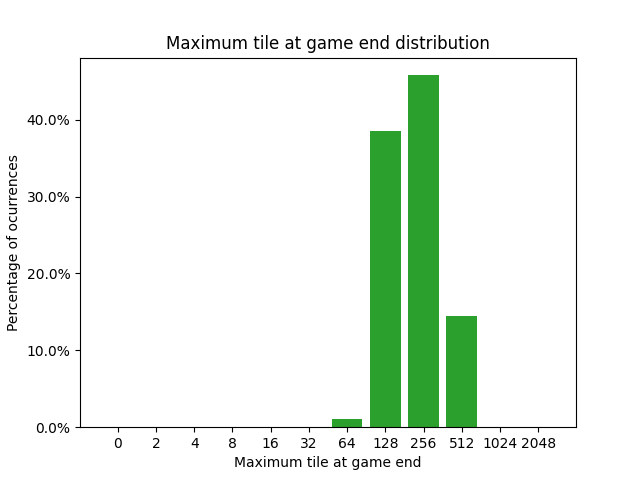 Maximum tile at game end distribution
Percentage of ocurrences
40.0%
30.0%
20.0%
10.0%
0.0%
0 2 4 8 16 32 64 128 256 512 1024 2048
Maximum tile at game end